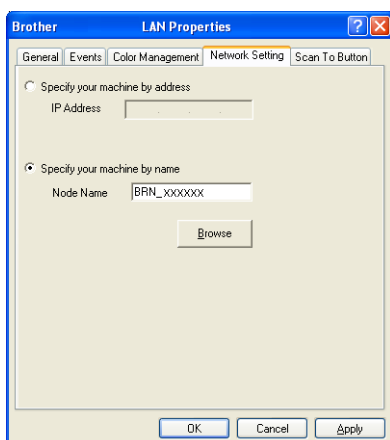 Brother LAN Properties
General Events Color Management Network Setting Scan To Button
Specify your machine by address
IP Address . . .
Specify your machine by name
Node Name BRN_xxxxxx
Browse
OK Cancel Apply